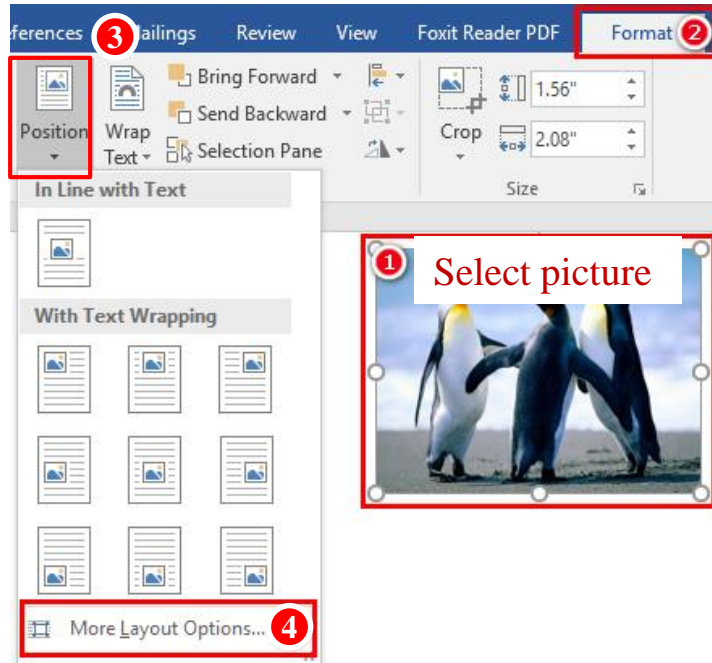 ferences 3 ailings Review View Foxit Reader PDF Format 2
Bring Forward
Send Backward
Selection Pane
Position
Wrap
Text
Crop
1.56"
2.08"
Size
In Line with Text
1 Select picture
With Text Wrapping
More Layout Options... 4